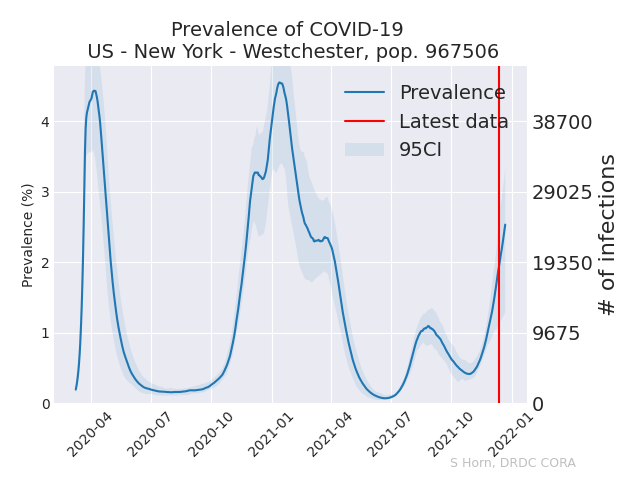 Prevalence of COVID-19
US - New York - Westchester, pop. 967506
Prevalence
Latest data
95CI
Prevalence (%)
4
3
2
1
0
38700
29025
19350
9675
0
# of infections
2020-04
2020-07
2020-10
2021-01
2021-04
2021-07
2021-10
2022-01
S Horn, DRDC CORA